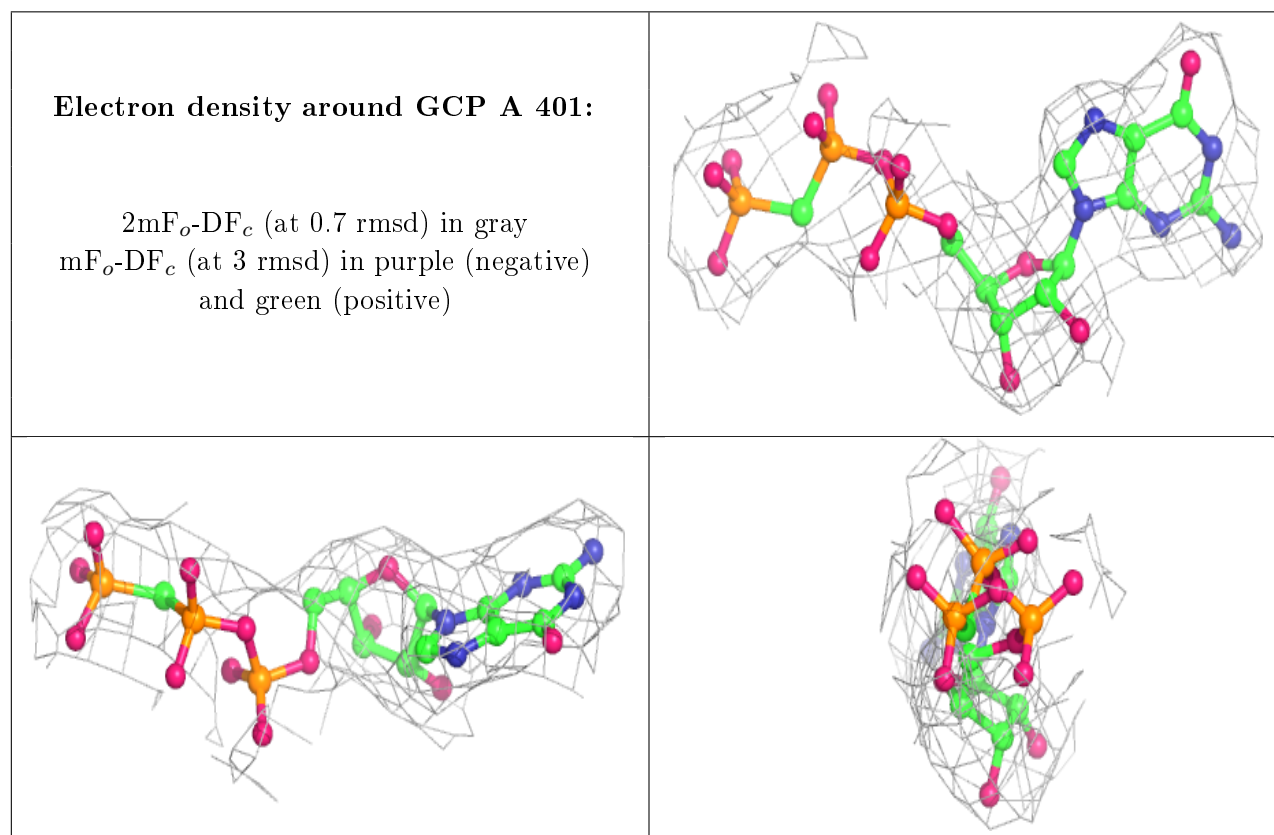 Electron density around GCP A 401:
2mFo-DFc (at 0.7 rmsd) in gray
mFo-DFc (at 3 rmsd) in purple (negative)
and green (positive)